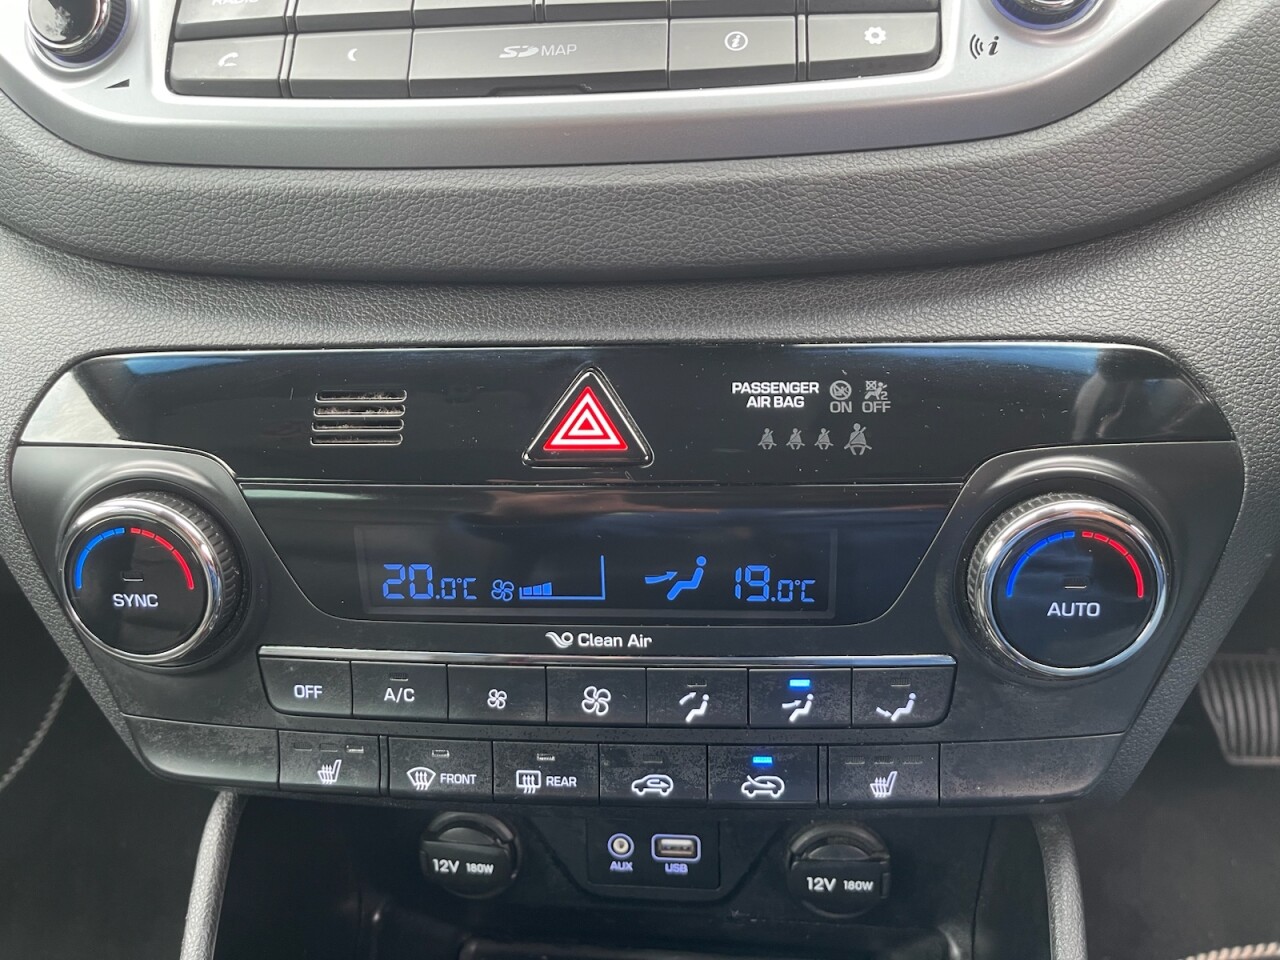 SD MAP
PASSENGER
AIR BAG
ON OFF
20.0°C
19.0°C
SYNC
AUTO
Clean Air
OFF
A/C
FRONT
REAR
12V 180W
AUX
USB
12V 180W